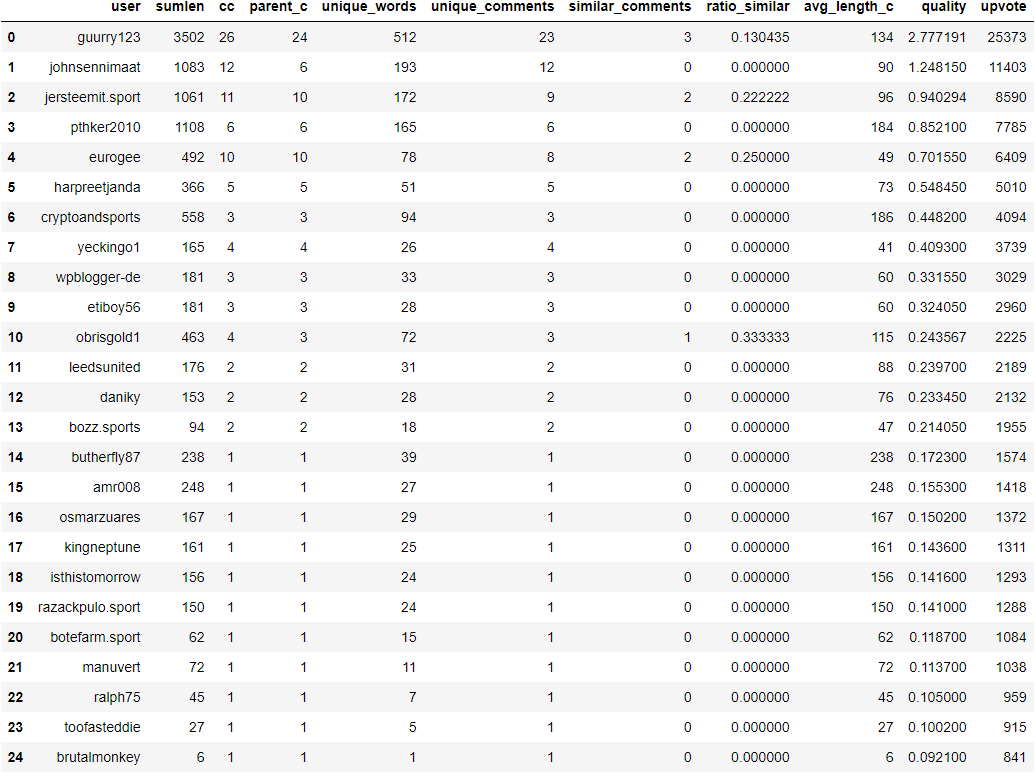 user sumlen cc parent_c unique_words unique_comments similar_comments ratio_similar avg_length_c quality upvote
0 guurry123 3502 26 24 512 23 3 0.130435 134 2.777191 25373
1 johnsennimaat 1083 12 6 193 12 0 0.000000 90 1.248150 11403
2 jersteemit.sport 1061 11 10 172 9 2 0.222222 96 0.940294 8590
3 pthker2010 1108 6 6 165 6 0 0.000000 184 0.852100 7785
4 eurogee 492 10 10 78 8 2 0.250000 49 0.701550 6409
5 harpreetjanda 366 5 5 51 5 0 0.000000 73 0.548450 5010
6 cryptoandsports 558 3 3 94 3 0 0.000000 186 0.448200 4094
7 yeckingo1 165 4 4 26 4 0 0.000000 41 0.409300 3739
8 wpblogger-de 181 3 3 33 3 0 0.000000 60 0.331550 3029
9 etiboy56 181 3 3 28 3 0 0.000000 60 0.324050 2960
10 obrisgold1 463 4 3 72 3 1 0.333333 115 0.243567 2225
11 leedsunited 176 2 2 31 2 0 0.000000 88 0.239700 2189
12 daniky 153 2 2 28 2 0 0.000000 76 0.233450 2132
13 bozz.sports 94 2 2 18 2 0 0.000000 47 0.214050 1955
14 butherfly87 238 1 1 39 1 0 0.000000 238 0.172300 1574
15 amr008 248 1 1 27 1 0 0.000000 248 0.155300 1418
16 osmarzuares 167 1 1 29 1 0 0.000000 167 0.150200 1372
17 kingneptune 161 1 1 25 1 0 0.000000 161 0.143600 1311
18 isthistomorrow 156 1 1 24 1 0 0.000000 156 0.141600 1293
19 razackpulo.sport 150 1 1 24 1 0 0.000000 150 0.141000 1288
20 botefarm.sport 62 1 1 15 1 0 0.000000 62 0.118700 1084
21 manuvert 72 1 1 11 1 0 0.000000 72 0.113700 1038
22 ralph75 45 1 1 7 1 0 0.000000 45 0.105000 959
23 toofasteddie 27 1 1 5 1 0 0.000000 27 0.100200 915
24 brutalmonkey 6 1 1 1 1 0 0.000000 6 0.092100 841